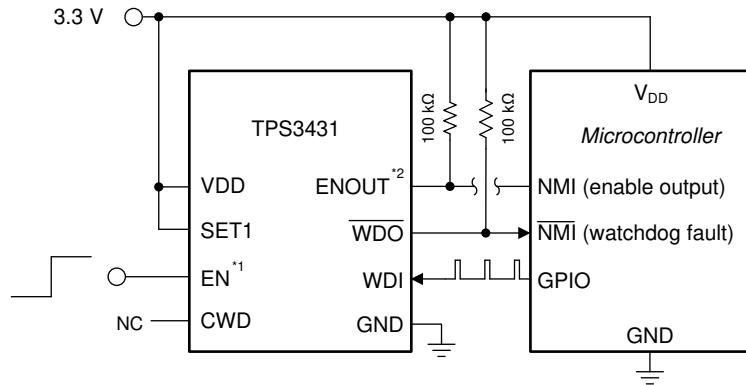 3.3 V
TPS3431
VDD
SET1
EN*1
NC
CWD
ENOUT*2
WDO
WDI
GND
100 kΩ
100 kΩ
VDD
Microcontroller
NMI (enable output)
NMI (watchdog fault)
GPIO
GND